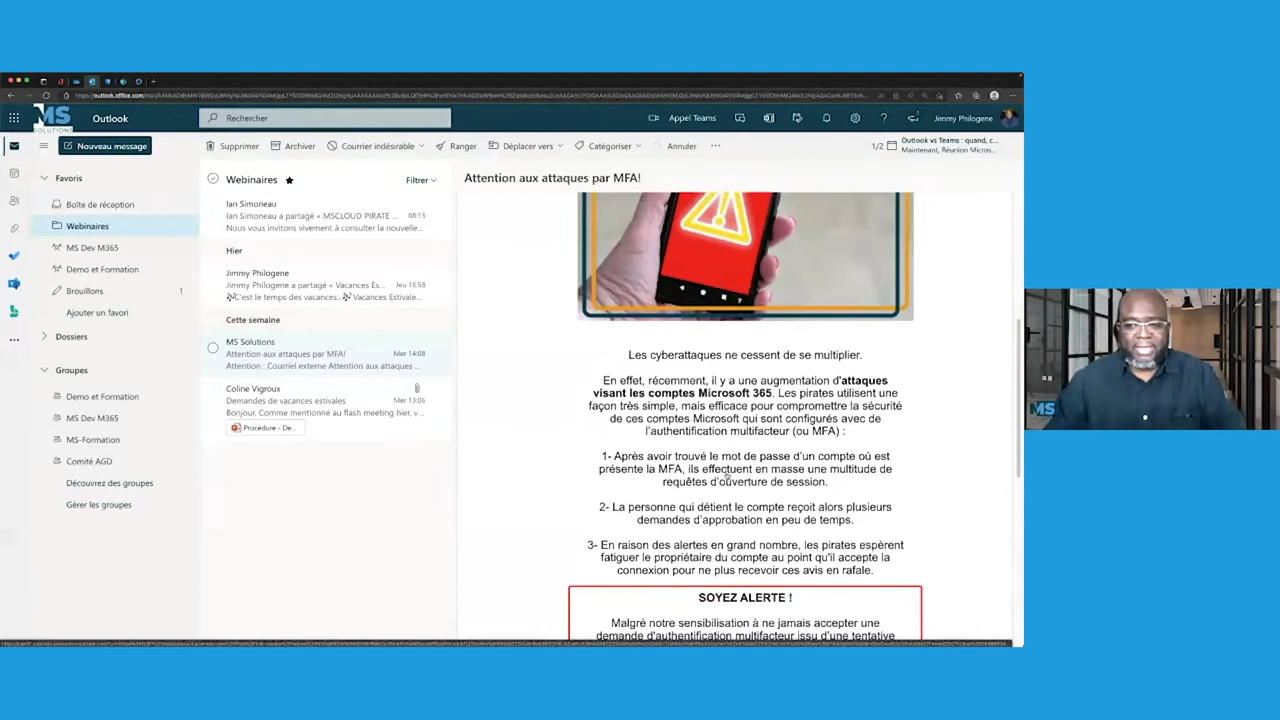 MS
SOLUTIONS
Outlook
Rechercher
Appel Teams
Jimmy Philogene
Nouveau message
Supprimer
Archiver
Courrier indésirable
Ranger
Déplacer vers
Catégoriser
Annuler
1/2
Outlook vs Teams : quand, c...
Maintenant, Réunion Micros...
Favoris
Boîte de réception
Webinaires
MS Dev M365
Demo et Formation
Brouillons 1
Ajouter un favori
Dossiers
Groupes
Demo et Formation
MS Dev M365
MS-Formation
Comité AGD
Découvrez des groupes
Gérer les groupes
Webinaires
Filtrer
Ian Simoneau
Ian Simoneau a partagé « MSCLOUD PIRATE ... 08:13
Nous vous invitons vivement à consulter la nouvelle...
Hier
Jimmy Philogene
Jimmy Philogene a partagé « Vacances Es... Jeu 16:58
C'est le temps des vacances... Vacances Estivale...
Cette semaine
MS Solutions
Attention aux attaques par MFA! Mer 14:08
Attention : Courriel externe Attention aux attaques ...
Coline Vigroux
Demandes de vacances estivales Mer 13:06
Bonjour, Comme mentionné au flash meeting hier, v...
Procédure - De...
Attention aux attaques par MFA!
Les cyberattaques ne cessent de se multiplier.
En effet, récemment, il y a une augmentation d'attaques
visant les comptes Microsoft 365. Les pirates utilisent une
façon très simple, mais efficace pour compromettre la sécurité
de ces comptes Microsoft qui sont configurés avec de
l'authentification multifacteur (ou MFA) :
1- Après avoir trouvé le mot de passe d'un compte où est
présente la MFA, ils effectuent en masse une multitude de
requêtes d'ouverture de session.
2- La personne qui détient le compte reçoit alors plusieurs
demandes d'approbation en peu de temps.
3- En raison des alertes en grand nombre, les pirates espèrent
fatiguer le propriétaire du compte au point qu'il accepte la
connexion pour ne plus recevoir ces avis en rafale.
SOYEZ ALERTE !
Malgré notre sensibilisation à ne jamais accepter une
demande d'authentification multifacteur issu d'une tentative
MS